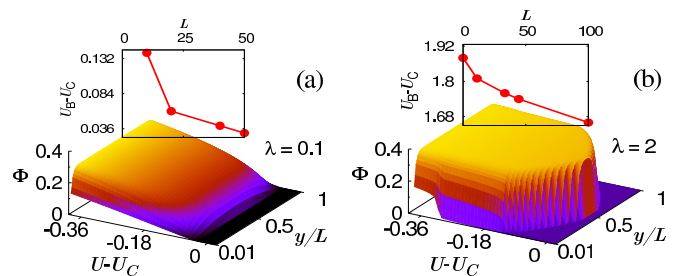 L
0 25 50
0.132
0.084
0.036
U_B-U_C
(a)
λ = 0.1
0.4
0.2
0
Φ
-0.36 -0.18 0
U-U_C
0.01 0.5 1
y/L
L
0 50 100
1.92
1.8
1.68
U_B-U_C
(b)
λ = 2
0.4
0.2
0
Φ
-0.36 -0.18 0
U-U_C
0.01 0.5 1
y/L